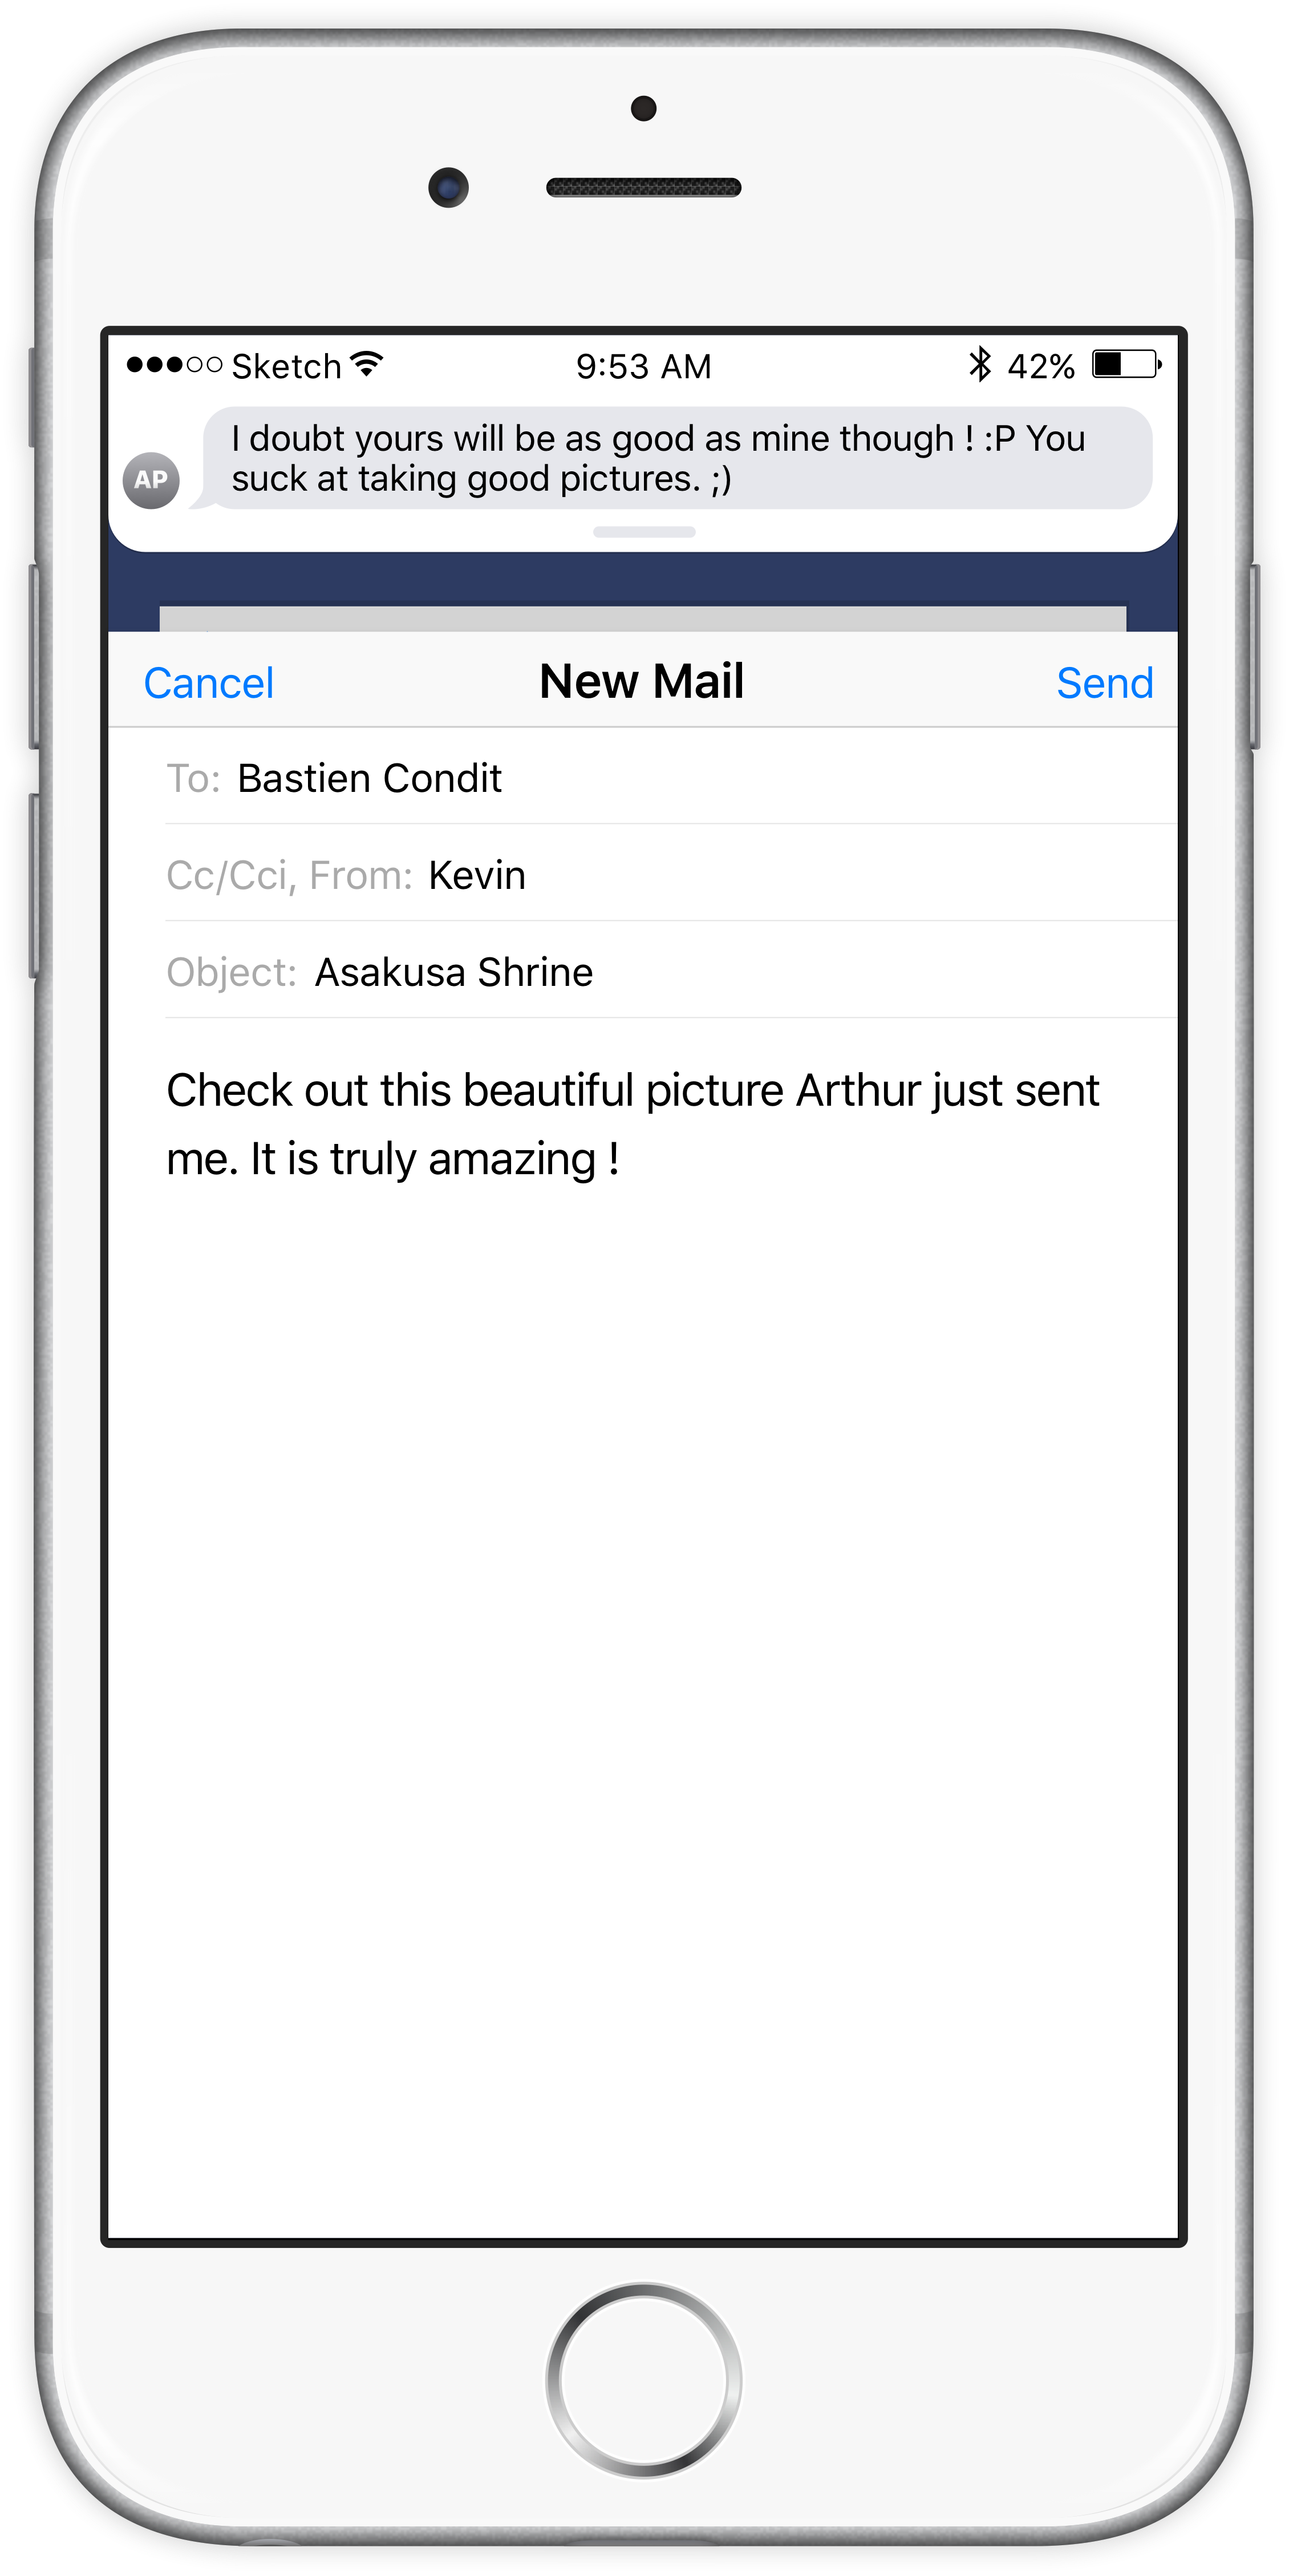 Sketch 9:53 AM 42%
I doubt yours will be as good as mine though ! :P You
AP
suck at taking good pictures. ;)
Cancel New Mail Send
To: Bastien Condit
Cc/Cci, From: Kevin
Object: Asakusa Shrine
Check out this beautiful picture Arthur just sent
me. It is truly amazing !